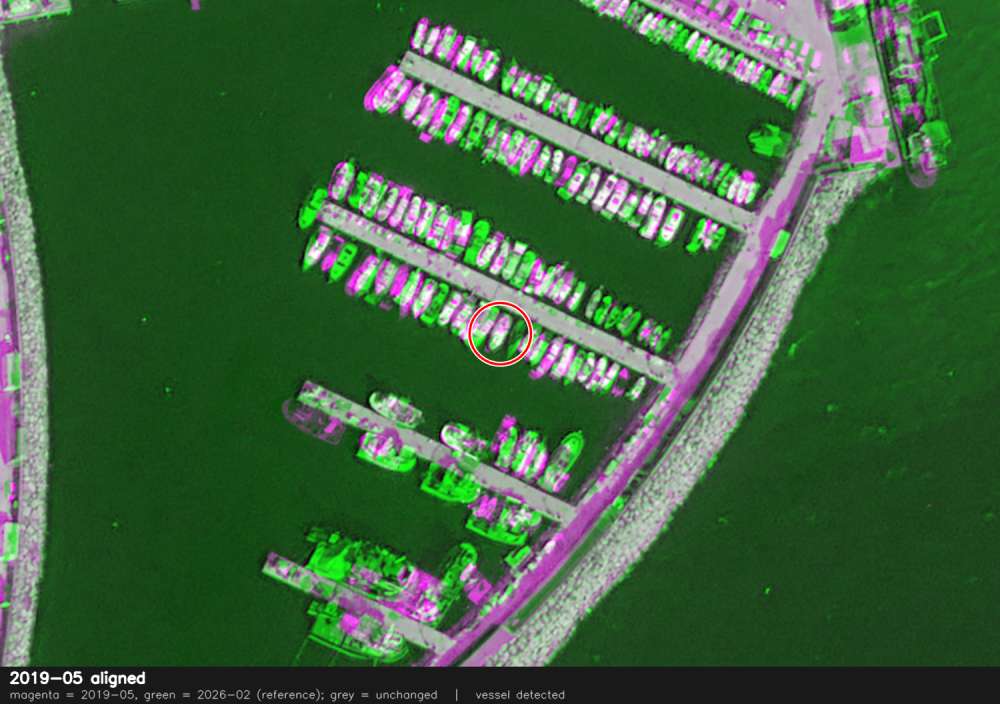 2019-05 aligned
magenta = 2019-05, green = 2026-02 (reference); grey = unchanged | vessel detected